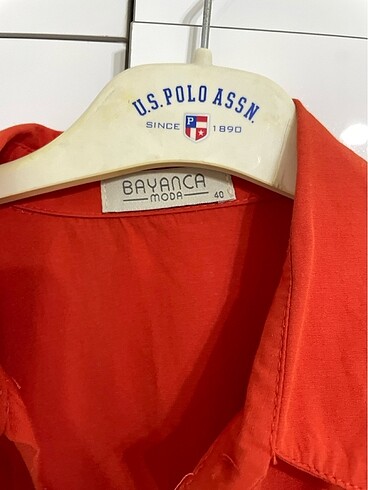 U.S. POLO ASSN.
SINCE 1890
P
BAYANCA
MODA
40